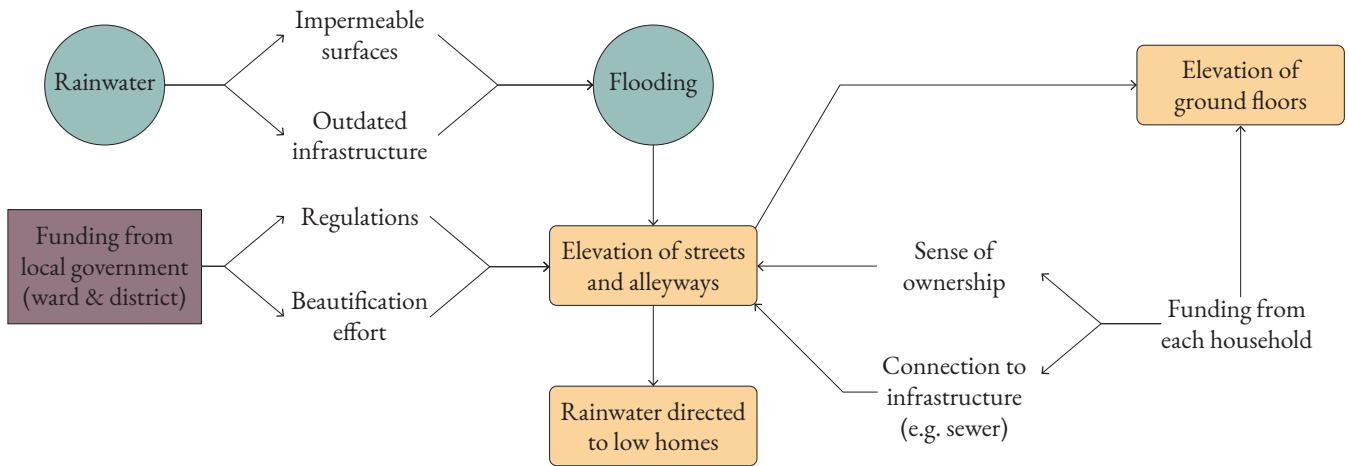 Rainwater
Impermeable
surfaces
Outdated
infrastructure
Flooding
Elevation of
ground floors
Funding from
local government
(ward & district)
Regulations
Beautification
effort
Elevation of streets
and alleyways
Sense of
ownership
Connection to
infrastructure
(e.g. sewer)
Funding from
each household
Rainwater directed
to low homes